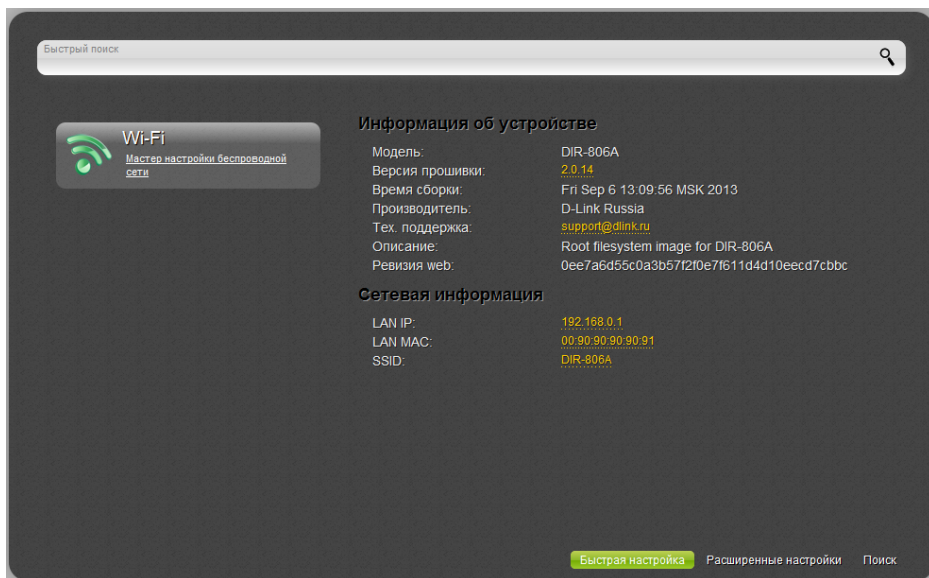 Быстрый поиск
Wi-Fi
Мастер настройки беспроводной
сети
Информация об устройстве
Модель: DIR-806A
Версия прошивки: 2.0.14
Время сборки: Fri Sep 6 13:09:56 MSK 2013
Производитель: D-Link Russia
Тех. поддержка: support@dlink.ru
Описание: Root filesystem image for DIR-806A
Ревизия web: 0ee7a6d55c0a3b57f2f0e7f611d4d10eecd7cbbc
Сетевая информация
LAN IP: 192.168.0.1
LAN MAC: 00:90:90:90:90:91
SSID: DIR-806A
Быстрая настройка Расширенные настройки Поиск